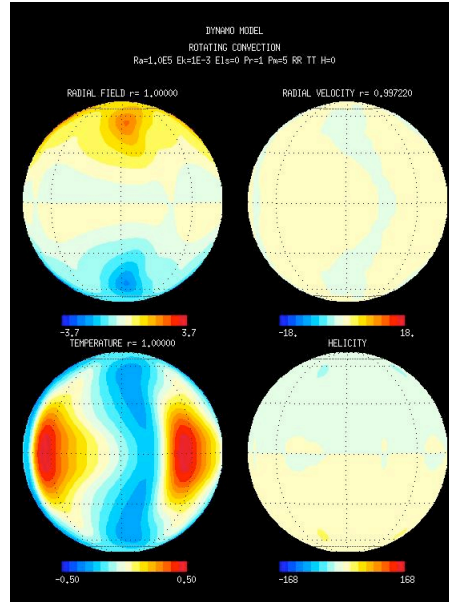 DYNAMO MODEL
ROTATING CONVECTION
Ra=1.0E5 Ek=1E-3 Els=0 Pr=1 Pm=5 RR TT H=0
RADIAL FIELD r= 1.00000
RADIAL VELOCITY r= 0.997220
-3.7 3.7
-18. 18.
TEMPERATURE r= 1.00000
HELICITY
-0.50 0.50
-168 168